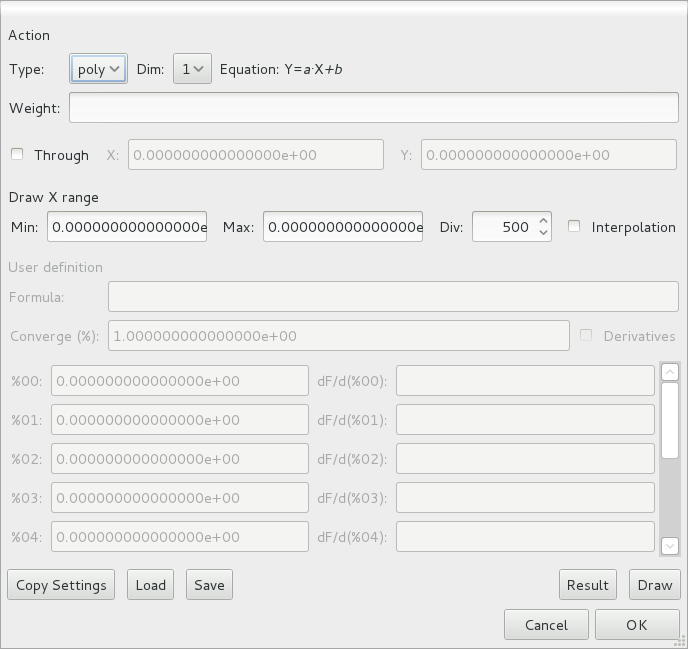 Action
Type: poly Dim: 1 Equation: Y=a·X+b
Weight:
Through X: 0.000000000000000e+00 Y: 0.000000000000000e+00
Draw X range
Min: 0.000000000000000e Max: 0.000000000000000e Div: 500 Interpolation
User definition
Formula:
Converge (%): 1.000000000000000e+00 Derivatives
%00: 0.000000000000000e+00 dF/d(%00):
%01: 0.000000000000000e+00 dF/d(%01):
%02: 0.000000000000000e+00 dF/d(%02):
%03: 0.000000000000000e+00 dF/d(%03):
%04: 0.000000000000000e+00 dF/d(%04):
Copy Settings Load Save Result Draw
Cancel OK